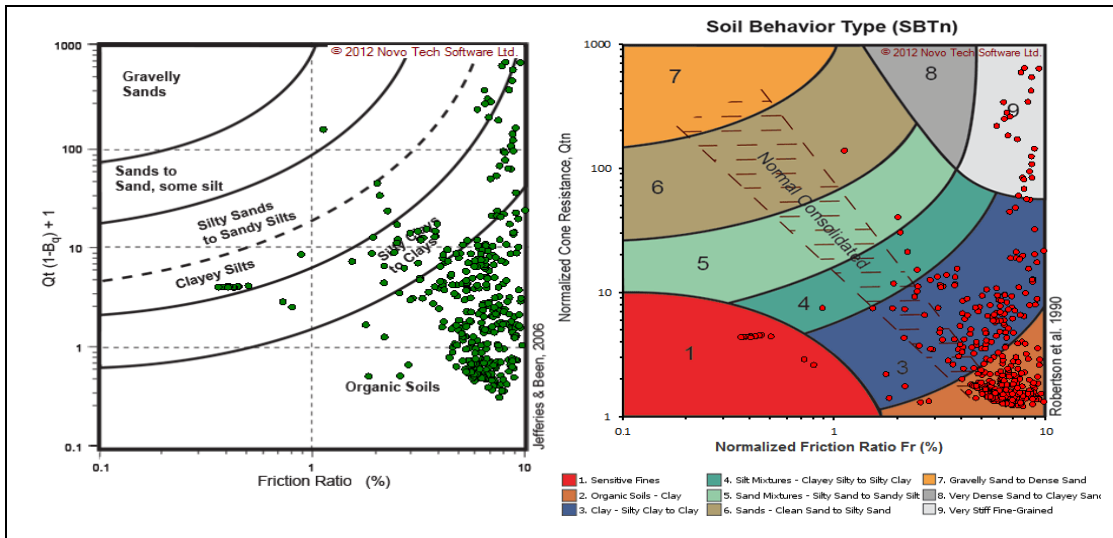 © 2012 Novo Tech Software Ltd.
1000
100
10
1
0.1
Qt (1-Bq) + 1
Gravelly
Sands
Sands to
Sand, some silt
Silty Sands
to Sandy Silts
Clayey Silts
Silty Clays
to Clays
Organic Soils
0.1
1
10
Friction Ratio (%)
Jefferies & Been, 2006
Soil Behavior Type (SBTn)
© 2012 Novo Tech Software Ltd.
1000
100
10
1
Normalized Cone Resistance, Qtn
7
8
9
6
Normal Consolidated
5
4
1
3
0.1
1
10
Normalized Friction Ratio Fr (%)
Robertson et al. 1990
1. Sensitive Fines
2. Organic Soils - Clay
3. Clay - Silty Clay to Clay
4. Silt Mixtures - Clayey Silt to Silty Clay
5. Sand Mixtures - Silty Sand to Sandy Silt
6. Sands - Clean Sand to Silty Sand
7. Gravelly Sand to Dense Sand
8. Very Dense Sand to Clayey Sand
9. Very Stiff Fine-Grained